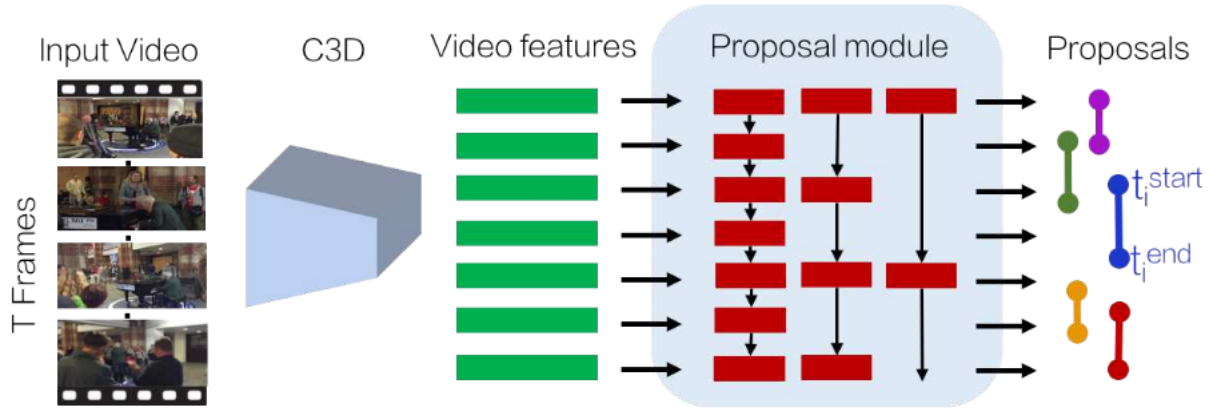 Input Video
C3D
Video features
Proposal module
Proposals
T Frames
t_i^start
t_i^end